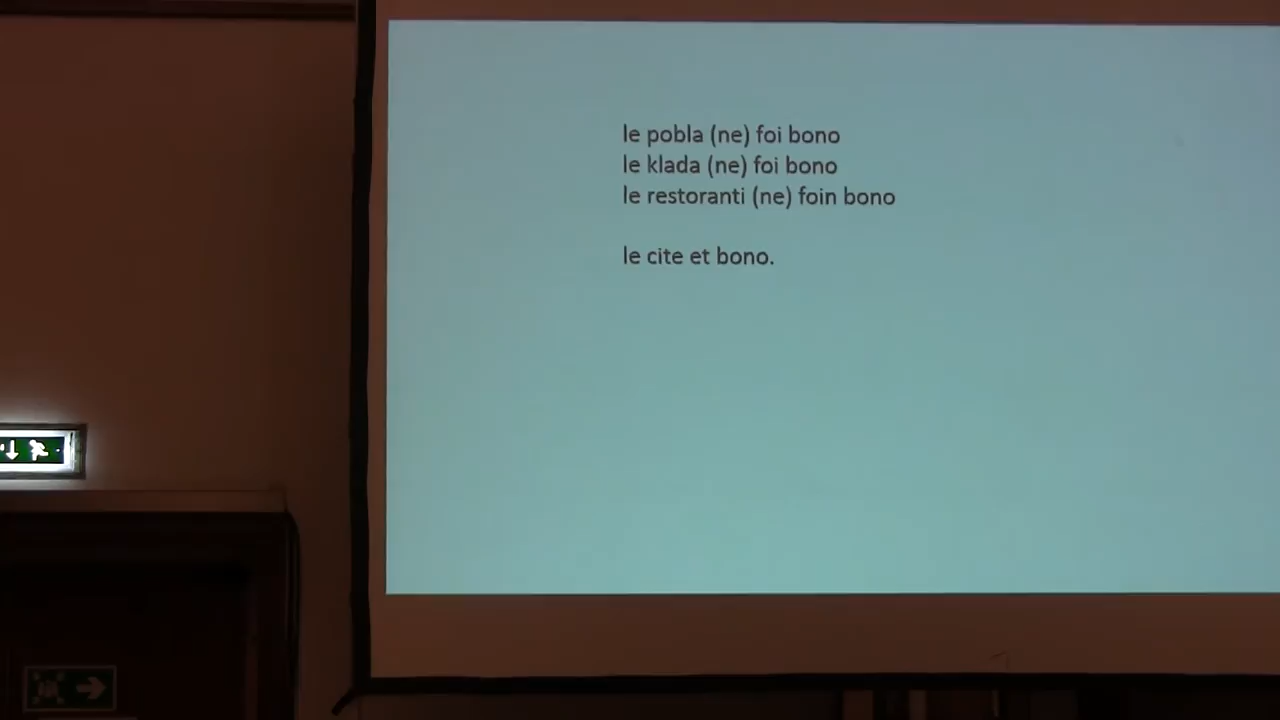 le pobla (ne) foi bono
le klada (ne) foi bono
le restoranti (ne) foin bono
le cite et bono.